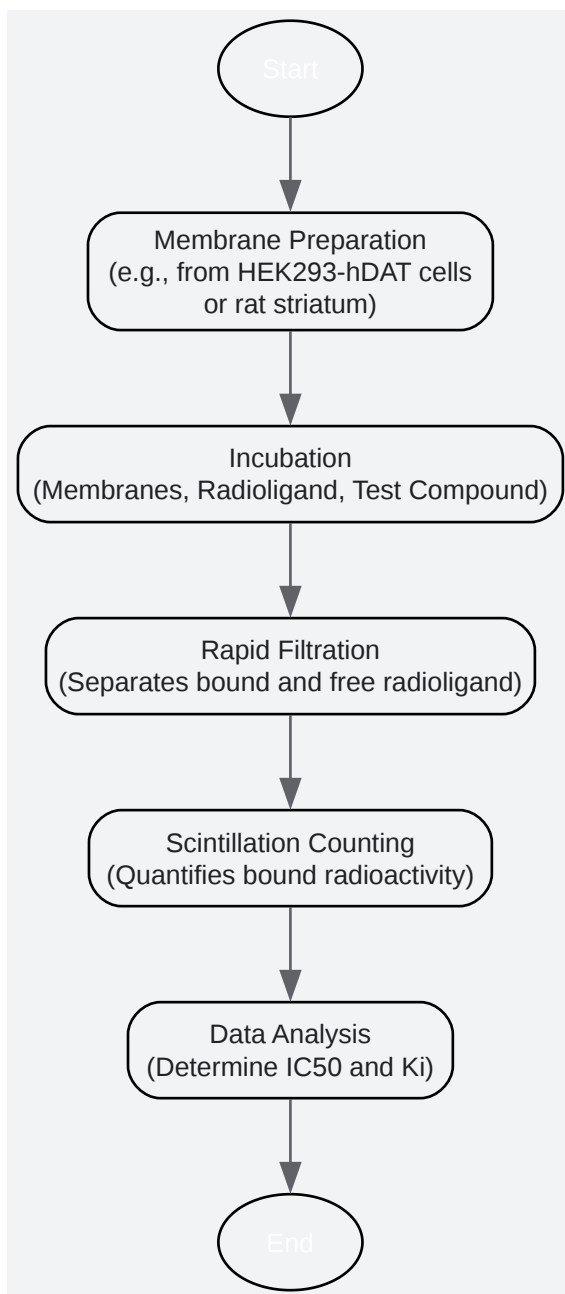 Start
Membrane Preparation
(e.g., from HEK293-hDAT cells
or rat striatum)
Incubation
(Membranes, Radioligand, Test Compound)
Rapid Filtration
(Separates bound and free radioligand)
Scintillation Counting
(Quantifies bound radioactivity)
Data Analysis
(Determine IC50 and Ki)
End